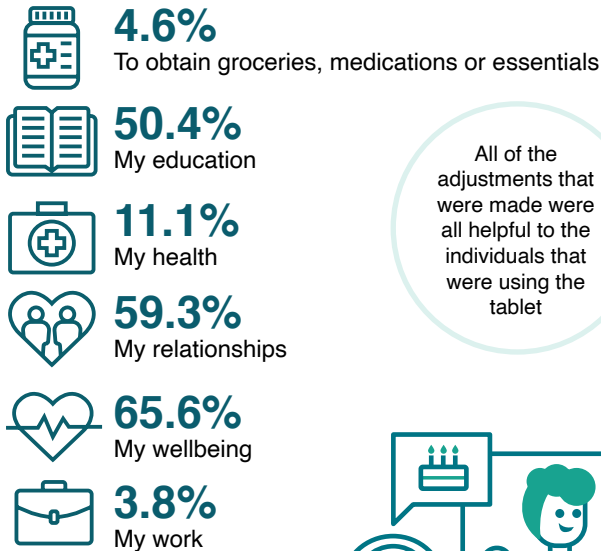 4.6%
To obtain groceries, medications or essentials
50.4%
My education
11.1%
My health
59.3%
My relationships
65.6%
My wellbeing
3.8%
My work
All of the
adjustments that
were made were
all helpful to the
individuals that
were using the
tablet